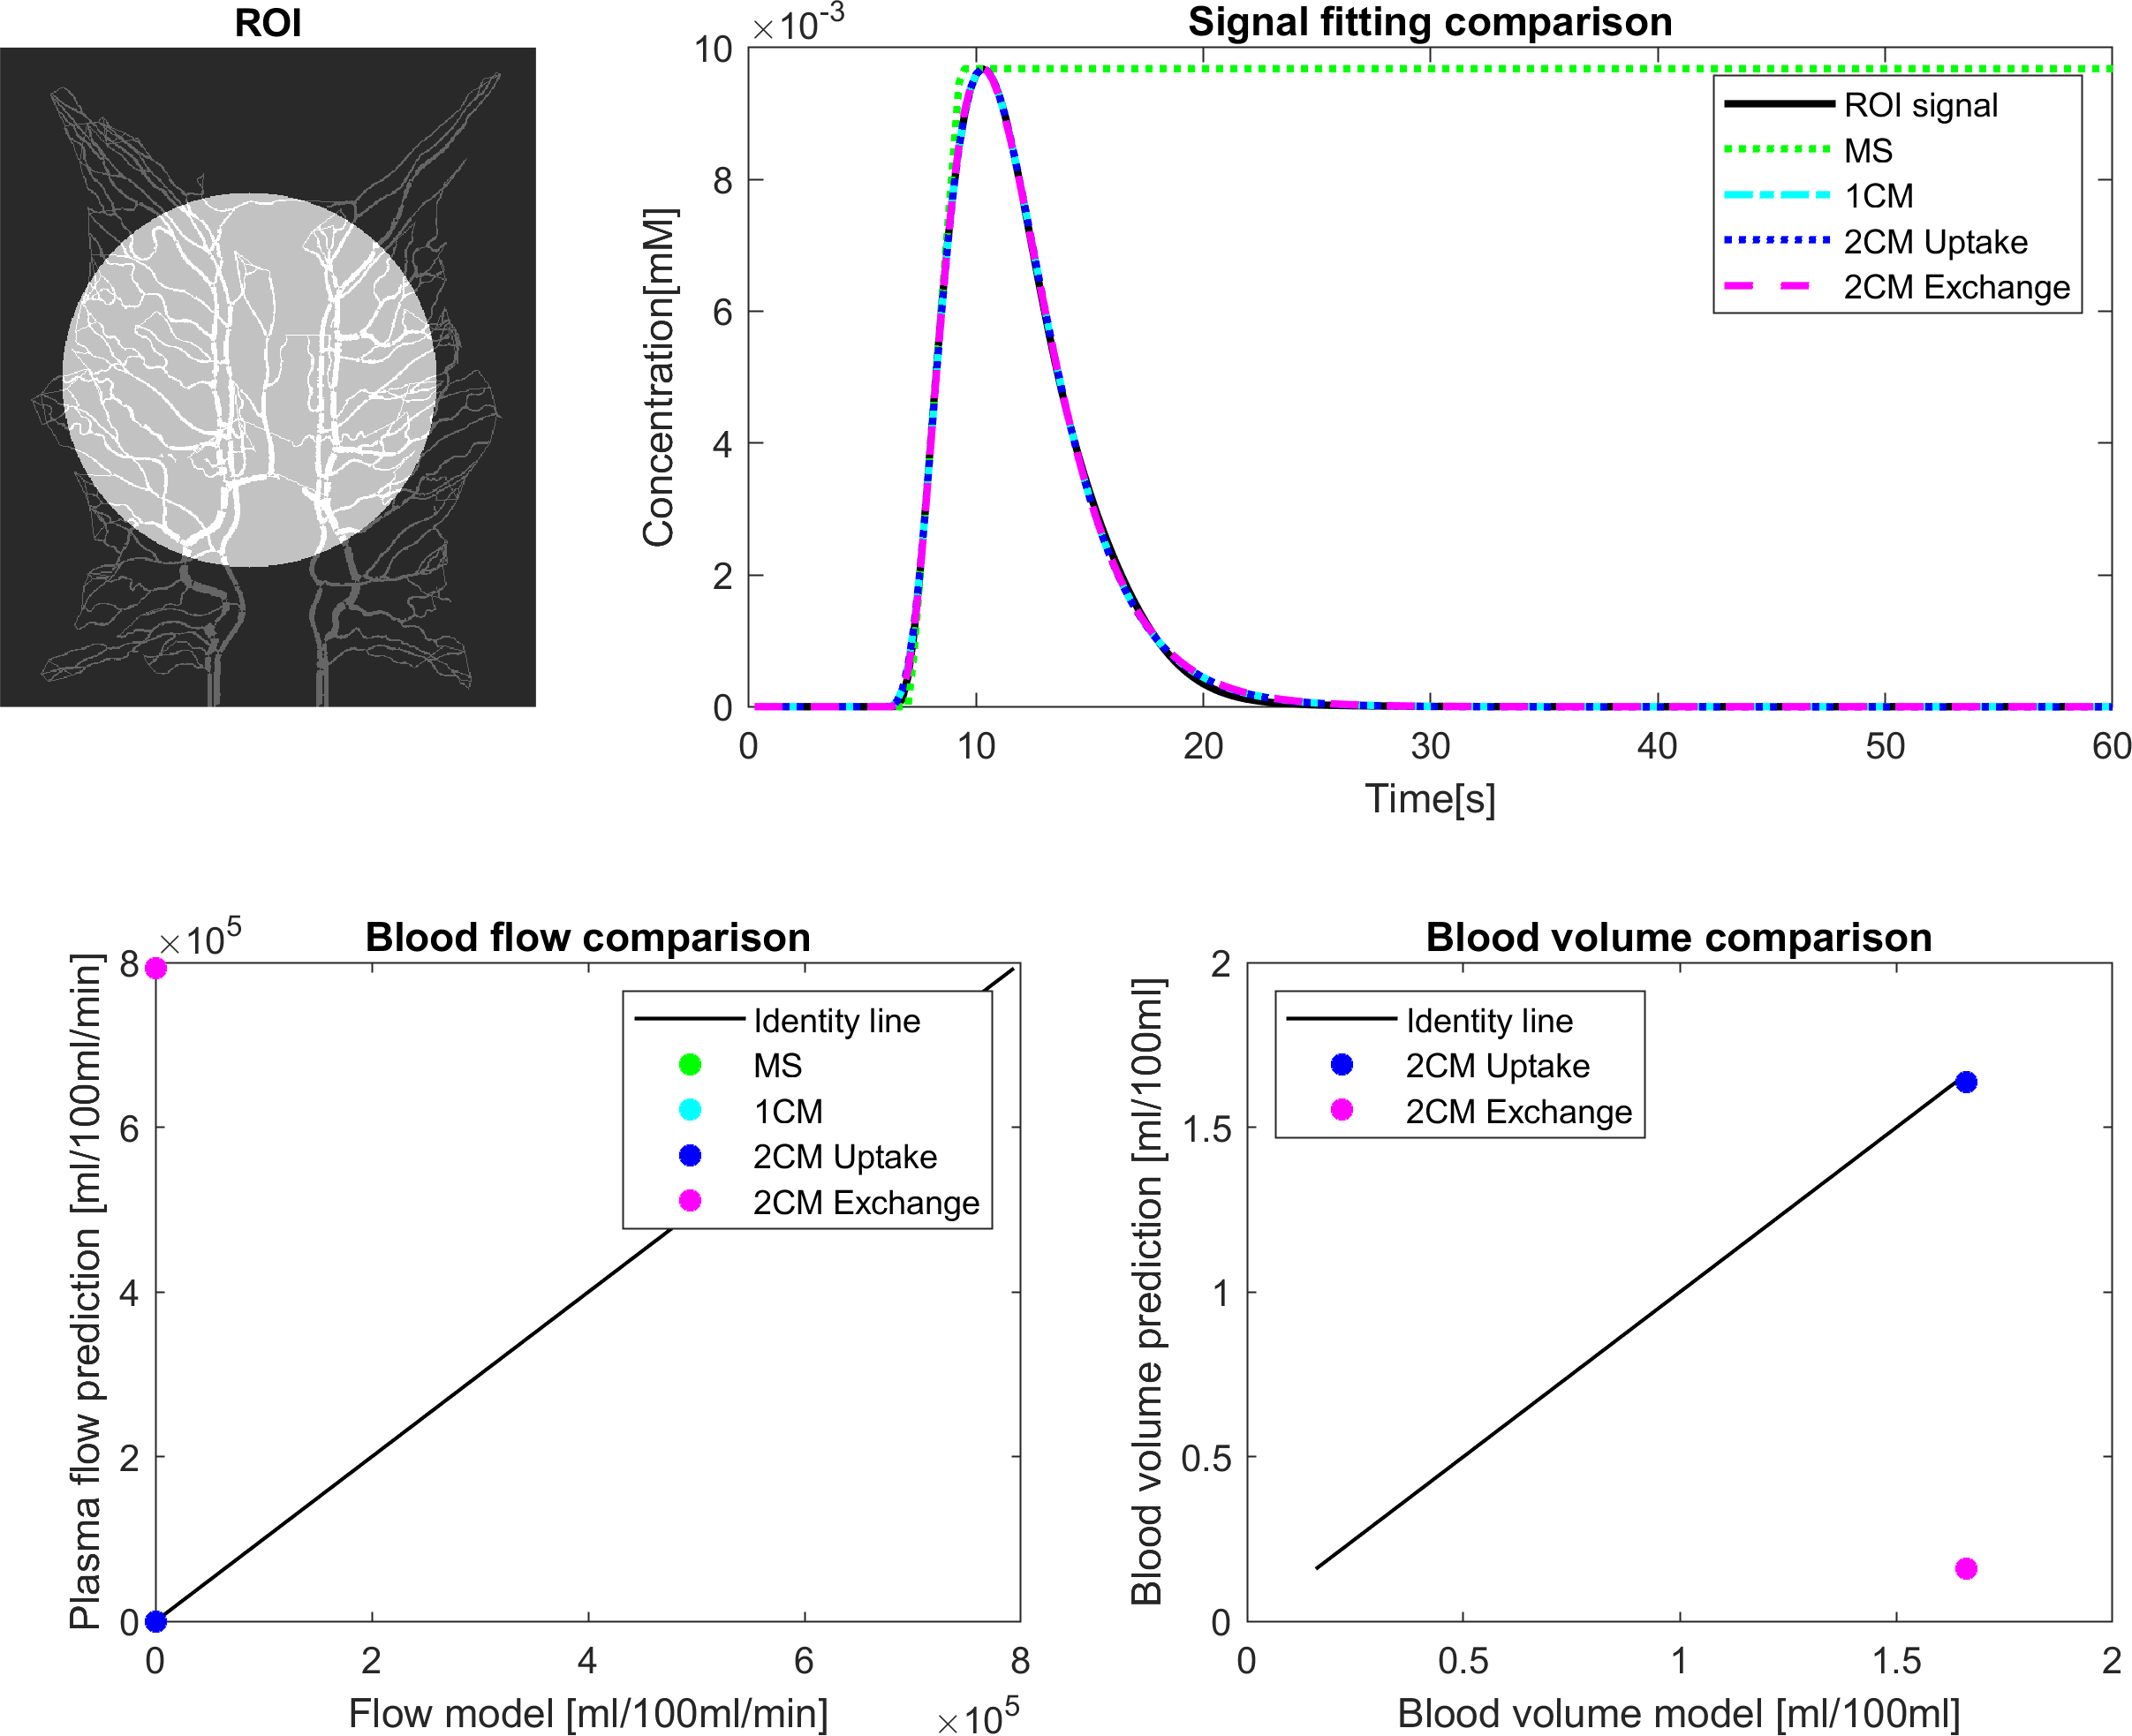 ROI
Signal fitting comparison
×10-3
10
8
6
4
2
0
Concentration[mM]
0 10 20 30 40 50 60
Time[s]
ROI signal
MS
1CM
2CM Uptake
2CM Exchange
Blood flow comparison
×105
8
6
4
2
0
Plasma flow prediction [ml/100ml/min]
0 2 4 6 8
×105
Flow model [ml/100ml/min]
Identity line
MS
1CM
2CM Uptake
2CM Exchange
Blood volume comparison
2
1.5
1
0.5
0
Blood volume prediction [ml/100ml]
0 0.5 1 1.5 2
Blood volume model [ml/100ml]
Identity line
2CM Uptake
2CM Exchange